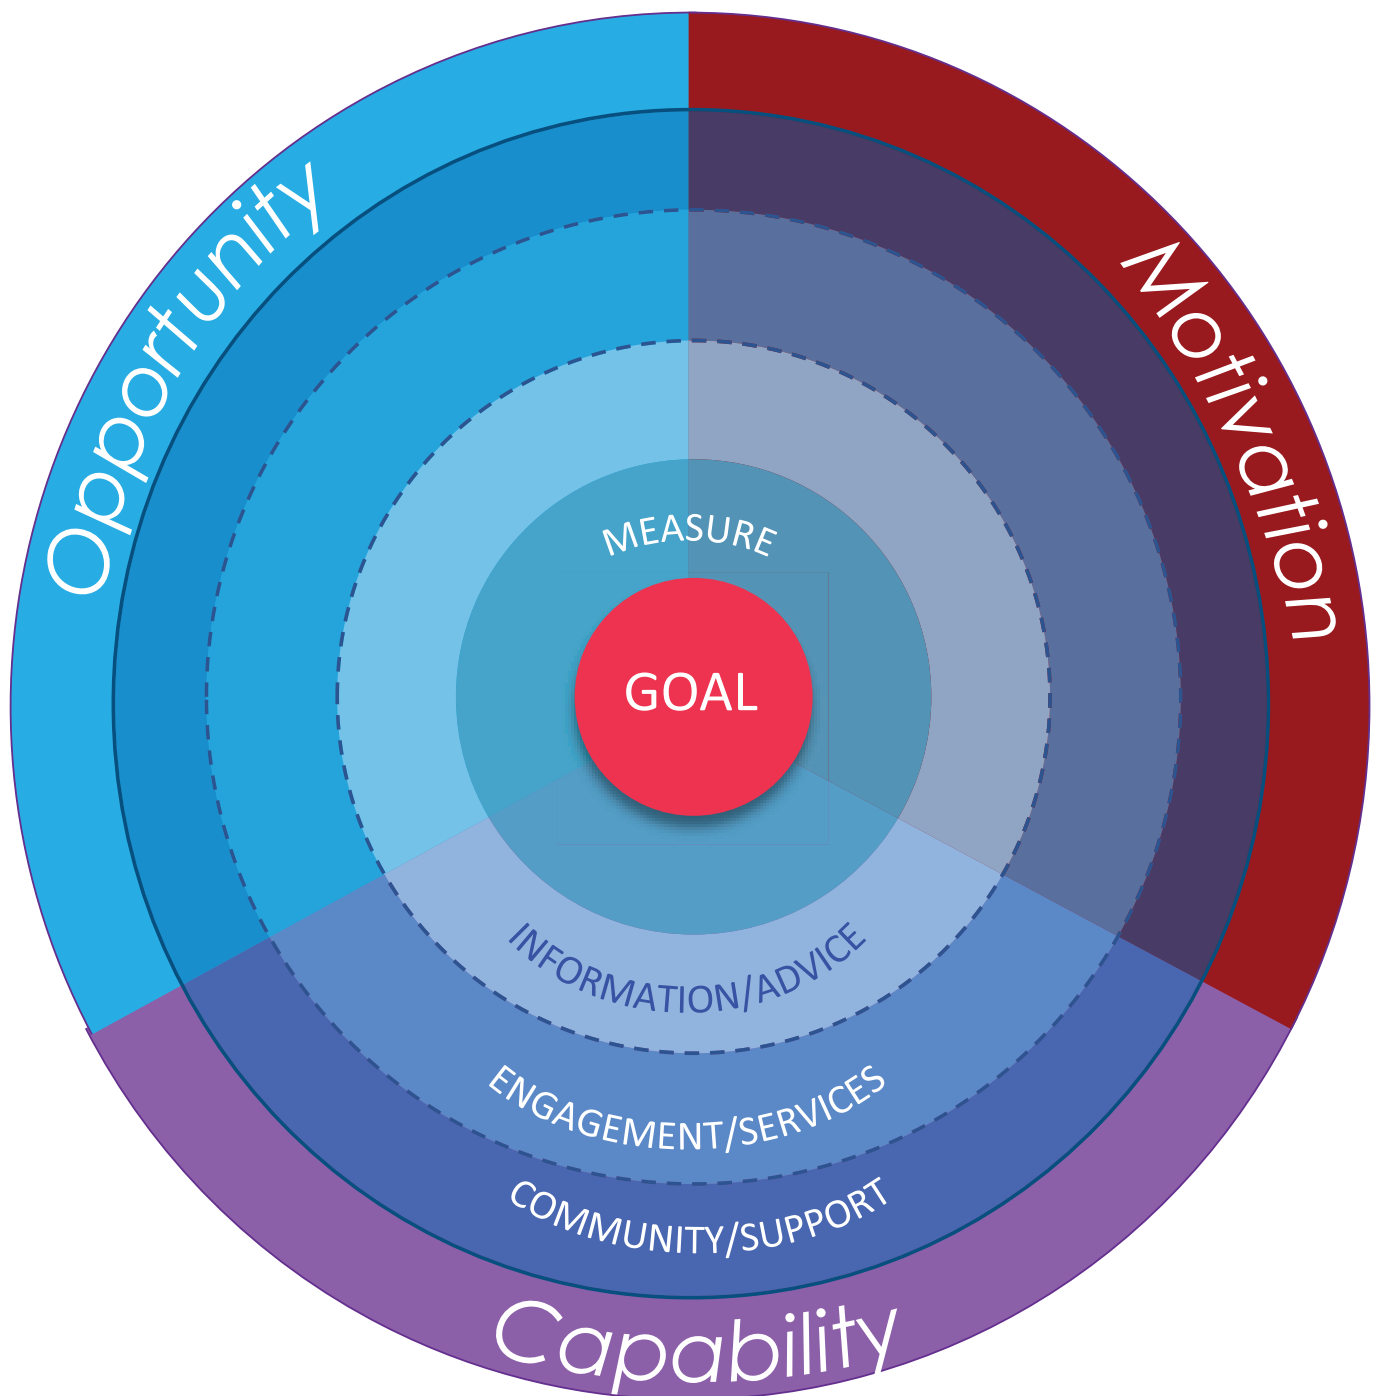 Opportunity
Motivation
MEASURE
GOAL
INFORMATION/ADVICE
ENGAGEMENT/SERVICES
COMMUNITY/SUPPORT
Capability